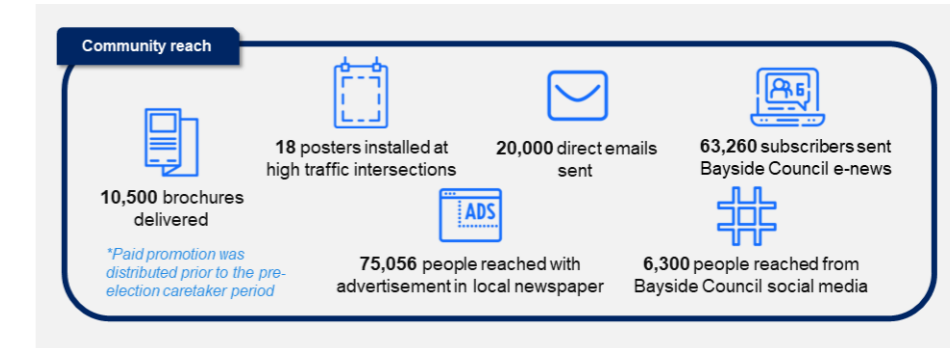 Community reach
10,500 brochures
delivered
*Paid promotion was
distributed prior to the pre-
election caretaker period
18 posters installed at
high traffic intersections
20,000 direct emails
sent
6
63,260 subscribers sent
Bayside Council e-news
ADS
75,056 people reached with
advertisement in local newspaper
6,300 people reached from
Bayside Council social media